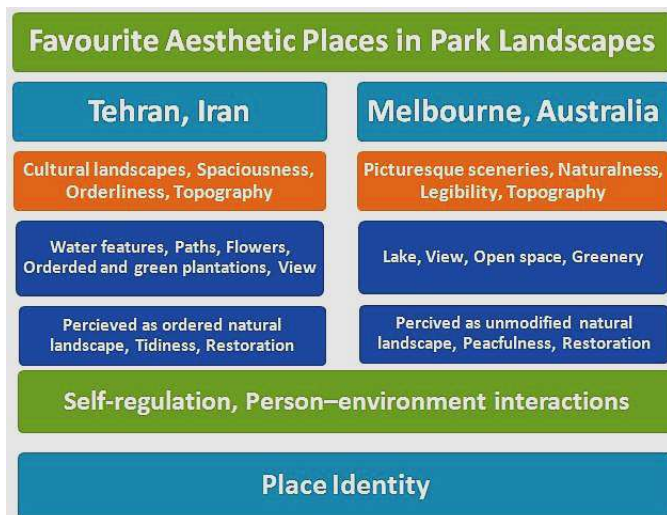 Favourite Aesthetic Places in Park Landscapes
Tehran, Iran
Cultural landscapes, Spaciousness,
Orderliness, Topography
Water features, Paths, Flowers,
Orderded and green plantations, View
Percieved as ordered natural
landscape, Tidiness, Restoration
Melbourne, Australia
Picturesque sceneries, Naturalness,
Legibility, Topography
Lake, View, Open space, Greenery
Percived as unmodified natural
landscape, Peacfulness, Restoration
Self-regulation, Person–environment interactions
Place Identity